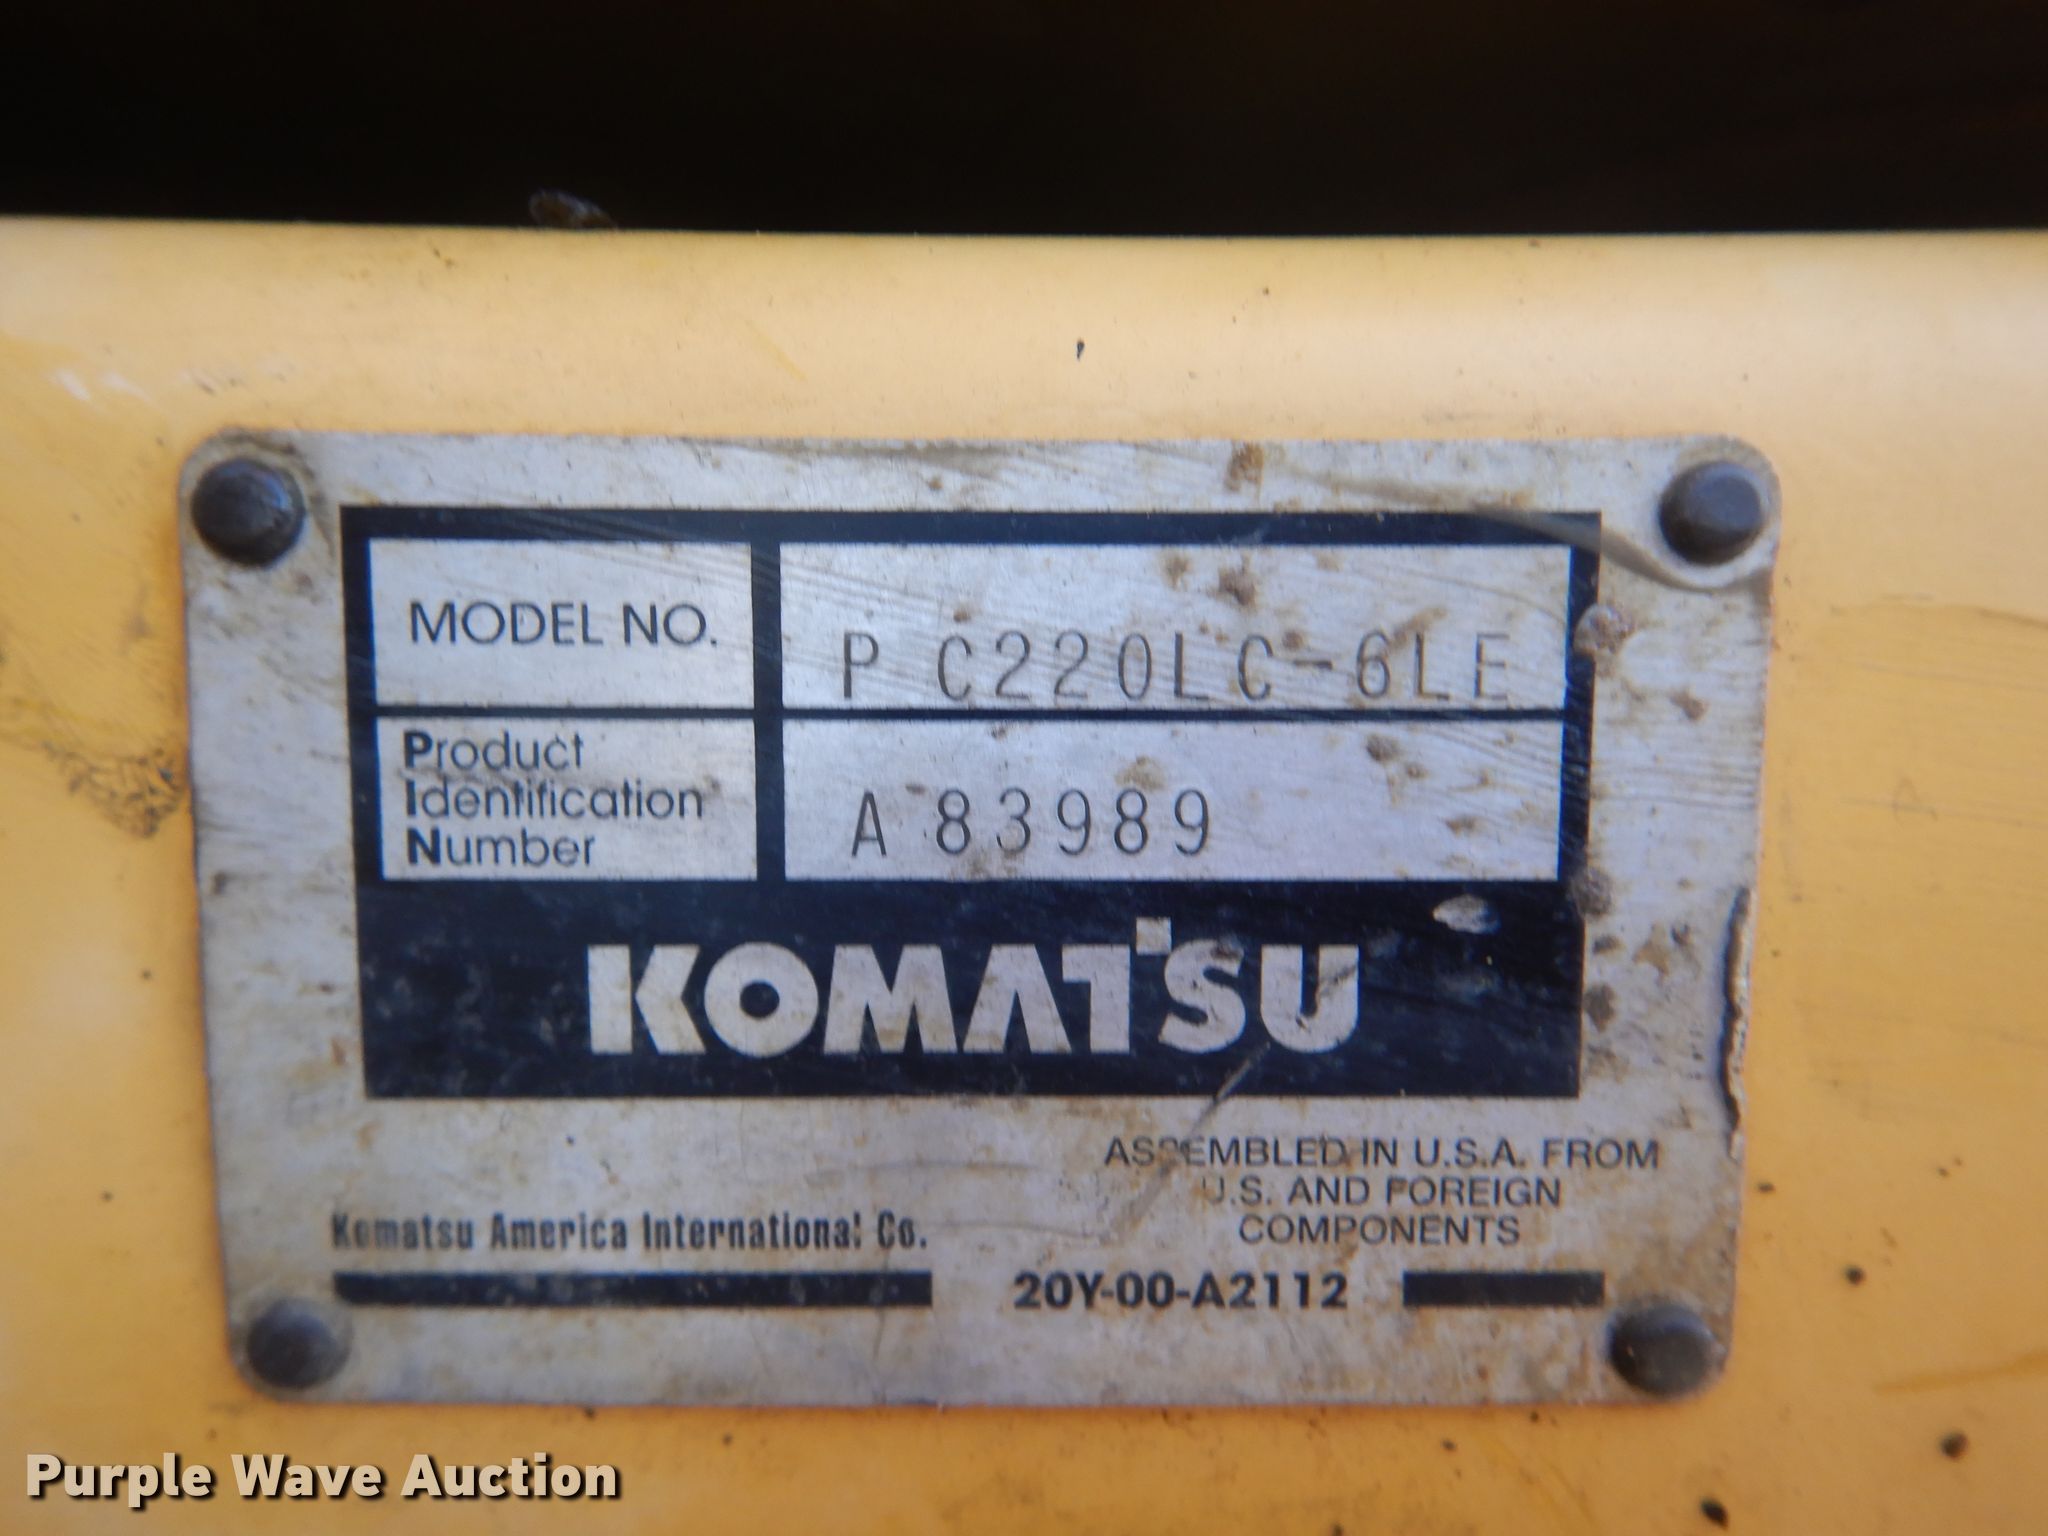 MODEL NO.
P C220LC-6LE
Product
Identification
Number
A 83989
KOMATSU
ASSEMBLED IN U.S.A. FROM
U.S. AND FOREIGN
COMPONENTS
Komatsu America International Co.
20Y-00-A2112
Purple Wave Auction